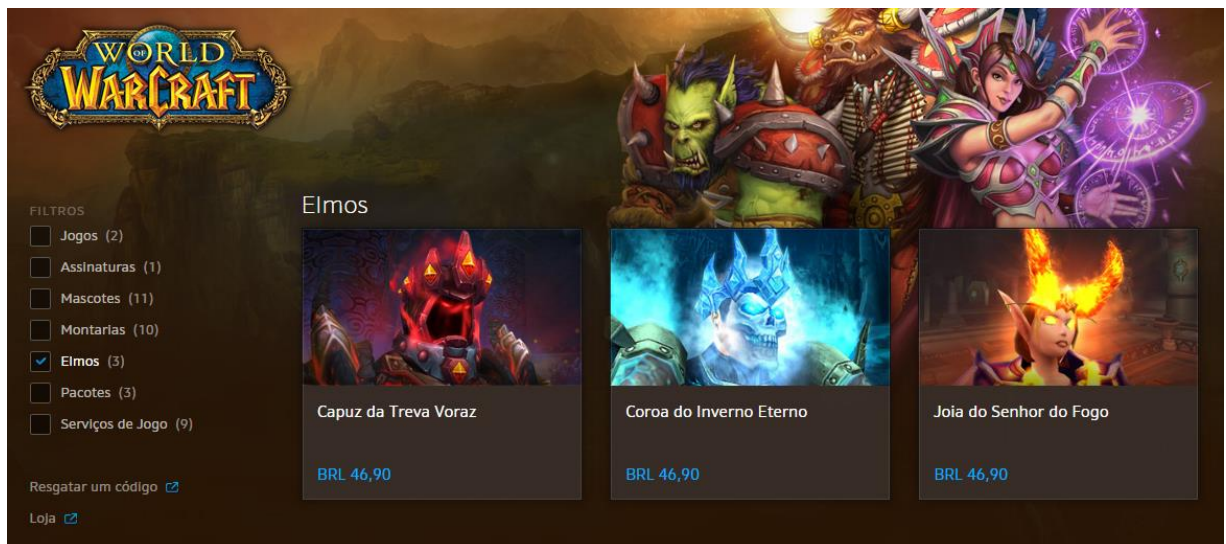 WORLD
OF
WARCRAFT
FILTROS
Jogos (2)
Assinaturas (1)
Mascotes (11)
Montarias (10)
Elmos (3)
Pacotes (3)
Serviços de Jogo (9)
Resgatar um código
Loja
Elmos
Capuz da Treva Voraz
BRL 46,90
Coroa do Inverno Eterno
BRL 46,90
Joia do Senhor do Fogo
BRL 46,90